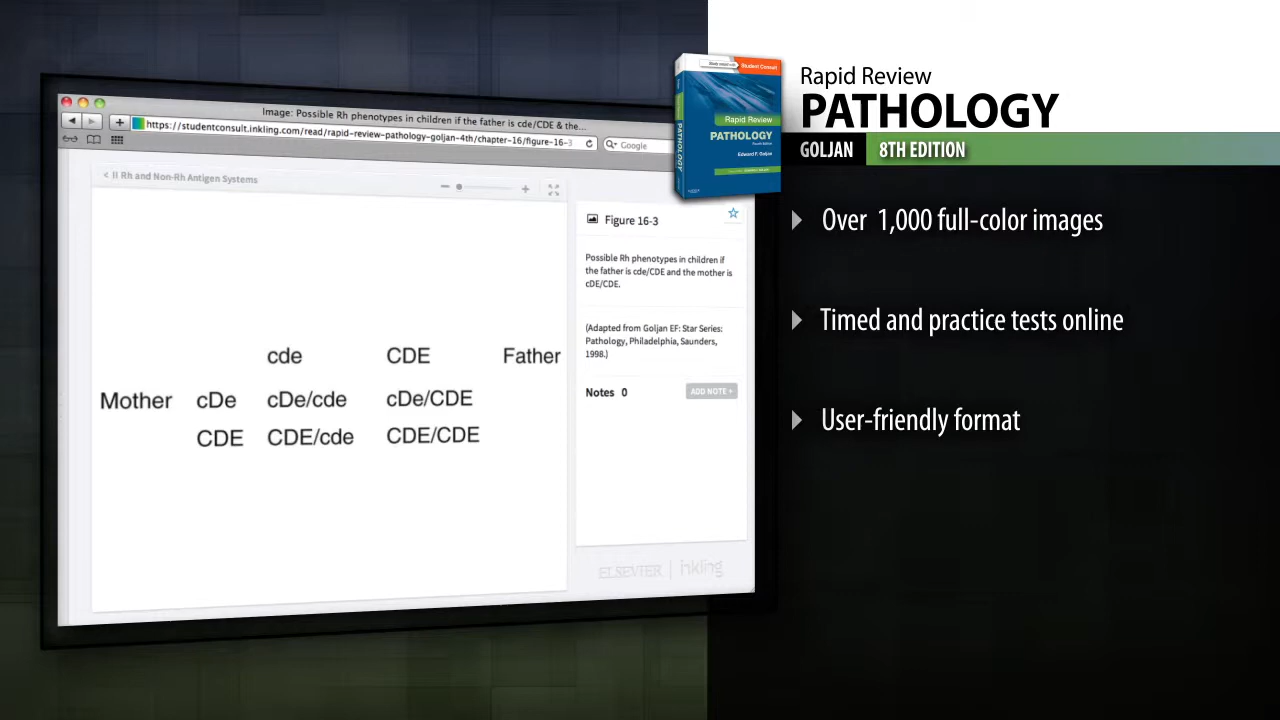 Image: Possible Rh phenotypes in children if the father is cde/CDE & the...
https://studentconsult.inkling.com/read/rapid-review-pathology-goljan-4th/chapter-16/figure-16-3
Google
< II Rh and Non-Rh Antigen Systems
cde CDE Father
Mother cDe cDe/cde cDe/CDE
CDE CDE/cde CDE/CDE
Figure 16-3
Possible Rh phenotypes in children if
the father is cde/CDE and the mother is
cDE/CDE.
(Adapted from Goljan EF: Star Series:
Pathology, Philadelphia, Saunders,
1998.)
Notes 0
ADD NOTE +
ELSEVIER | inkling
Student Consult
Rapid Review
PATHOLOGY
Edward F. Goljan
PATHOLOGY
Rapid Review
PATHOLOGY
GOLJAN 8TH EDITION
Over 1,000 full-color images
Timed and practice tests online
User-friendly format